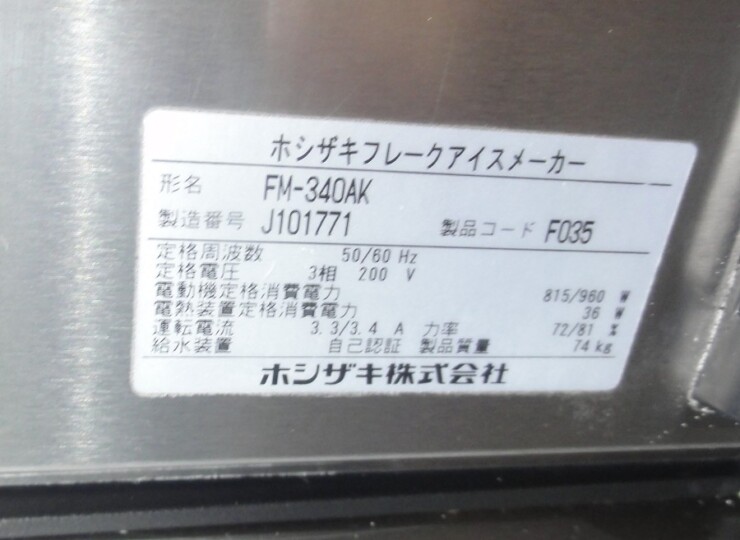 ホシザキフレークアイスメーカー
形名 FM-340AK
製造番号 J101771 製品コード F035
定格周波数 50/60 Hz
定格電圧 3相 200 V
電動機定格消費電力 815/960 W
電熱装置定格消費電力 36 W
運転電流 3.3/3.4 A 力率 72/81 %
給水装置 自己認証 製品質量 74 kg
ホシザキ株式会社